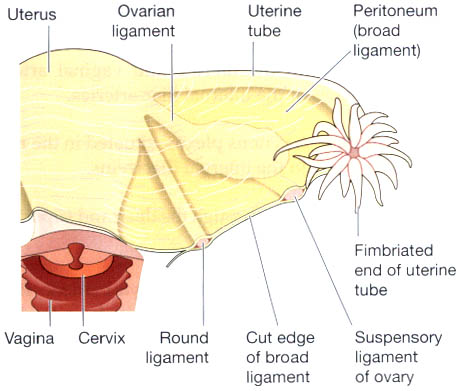 Uterus
Ovarian
ligament
Uterine
tube
Peritoneum
(broad
ligament)
Fimbriated
end of uterine
tube
Vagina
Cervix
Round
ligament
Cut edge
of broad
ligament
Suspensory
ligament
of ovary